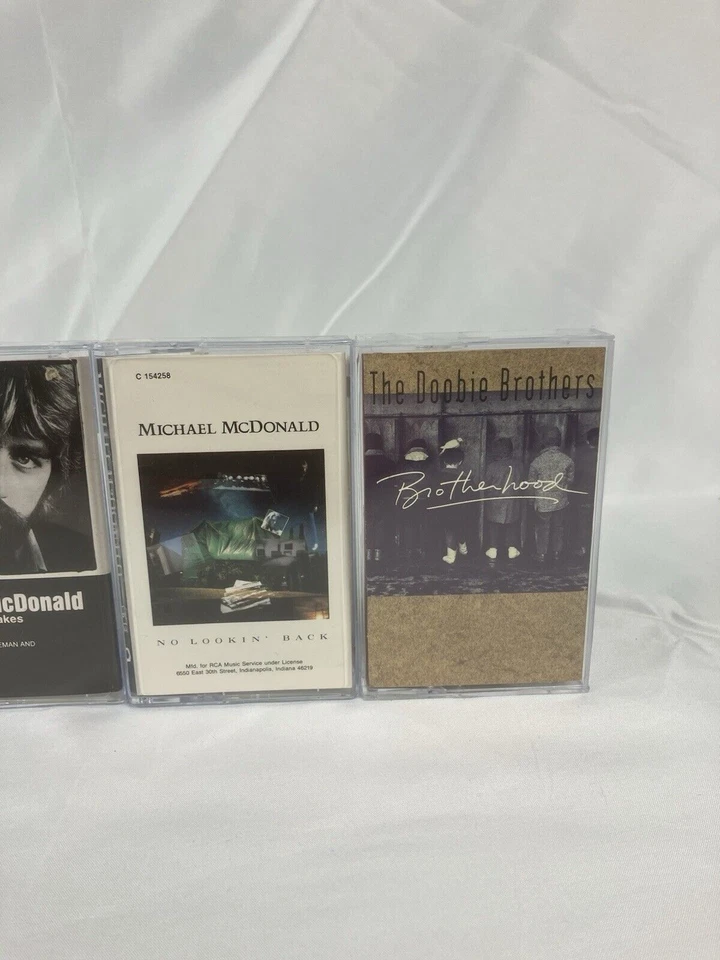 cDonald
akes
EMAN AND
C 154258
MICHAEL MCDONALD
NO LOOKIN' BACK
Mfd. for RCA Music Service under License
6550 East 30th Street, Indianapolis, Indiana 46219
The Doobie Brothers
Brotherhood